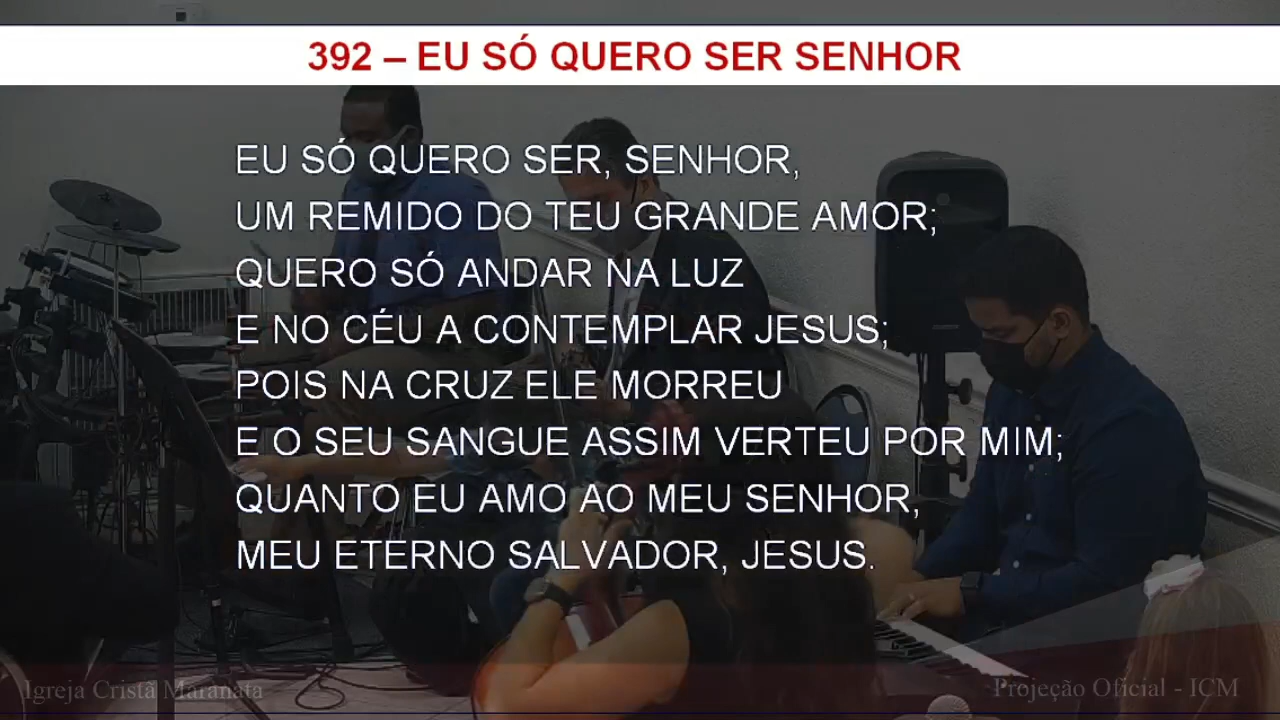 392 – EU SÓ QUERO SER SENHOR
EU SÓ QUERO SER, SENHOR,
UM REMIDO DO TEU GRANDE AMOR;
QUERO SÓ ANDAR NA LUZ
E NO CÉU A CONTEMPLAR JESUS;
POIS NA CRUZ ELE MORREU
E O SEU SANGUE ASSIM VERTEU POR MIM;
QUANTO EU AMO AO MEU SENHOR,
MEU ETERNO SALVADOR, JESUS.
Igreja Cristã Maranata
Projeção Oficial - ICM